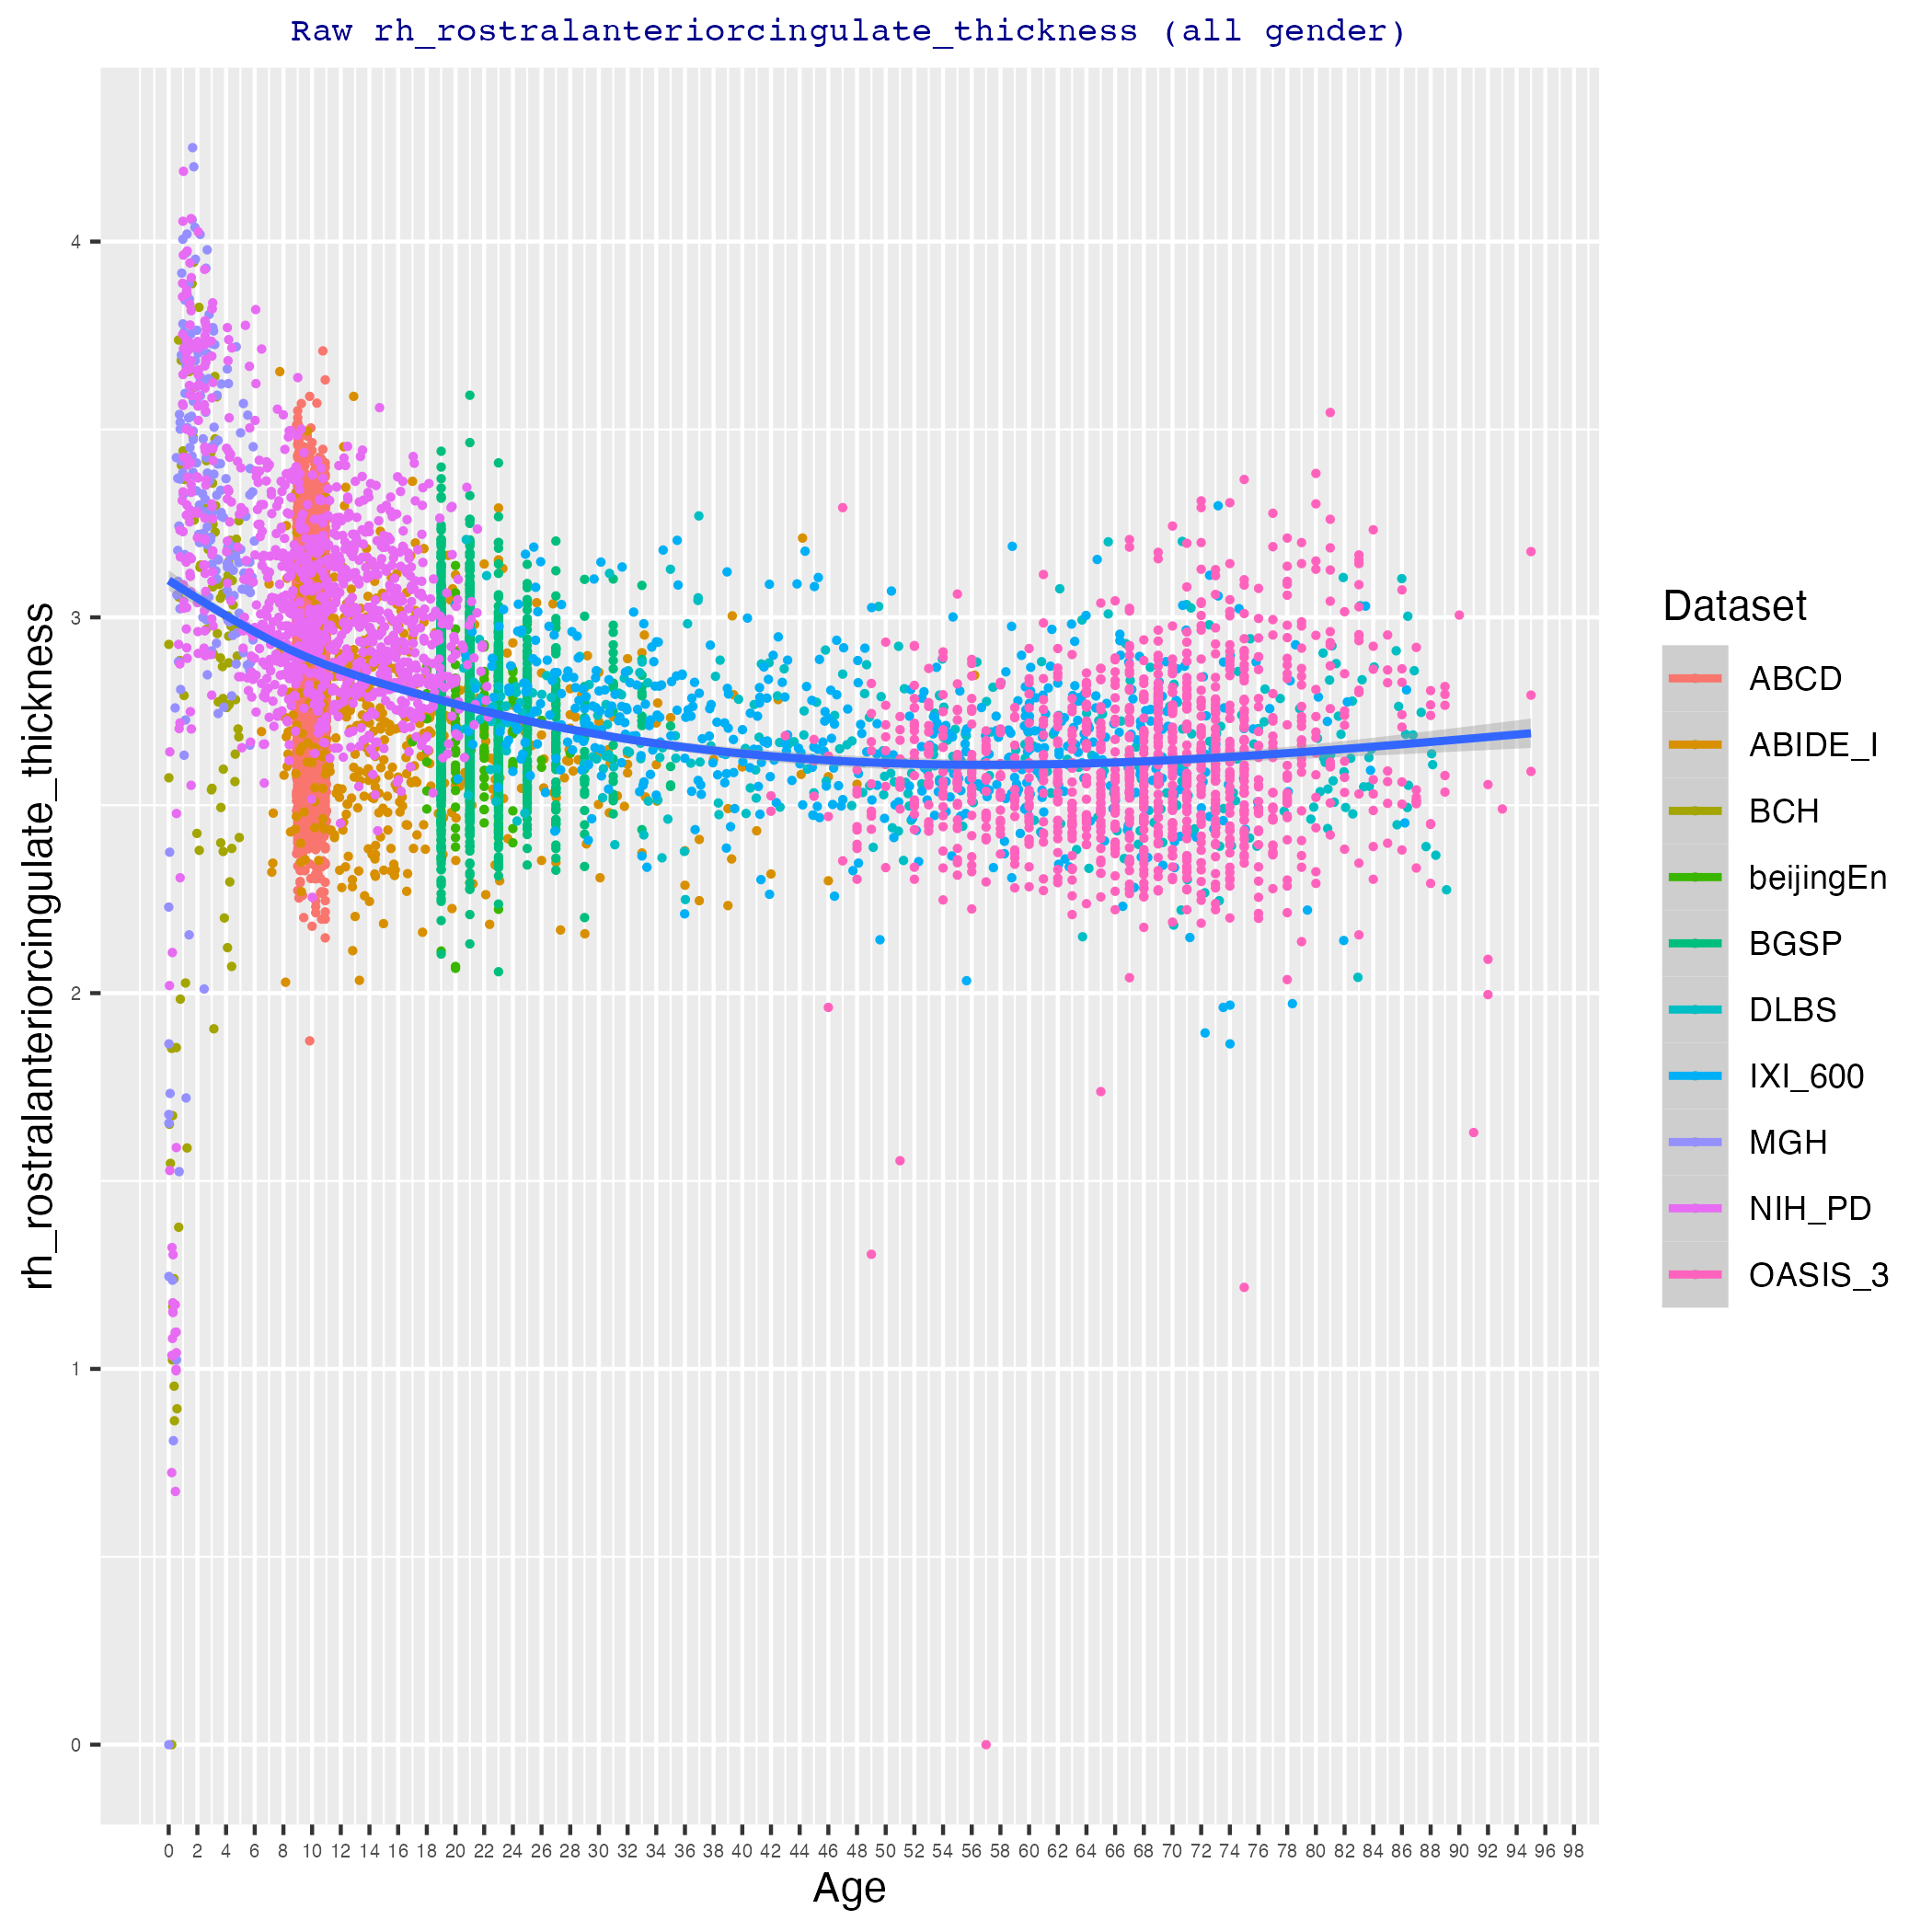 Raw rh_rostralanteriorcingulate_thickness (all gender)
rh_rostralanteriorcingulate_thickness
4
3
2
1
0
0 2 4 6 8 10 12 14 16 18 20 22 24 26 28 30 32 34 36 38 40 42 44 46 48 50 52 54 56 58 60 62 64 66 68 70 72 74 76 78 80 82 84 86 88 90 92 94 96 98
Age
Dataset
ABCD
ABIDE_I
BCH
beijingEn
BGSP
DLBS
IXI_600
MGH
NIH_PD
OASIS_3